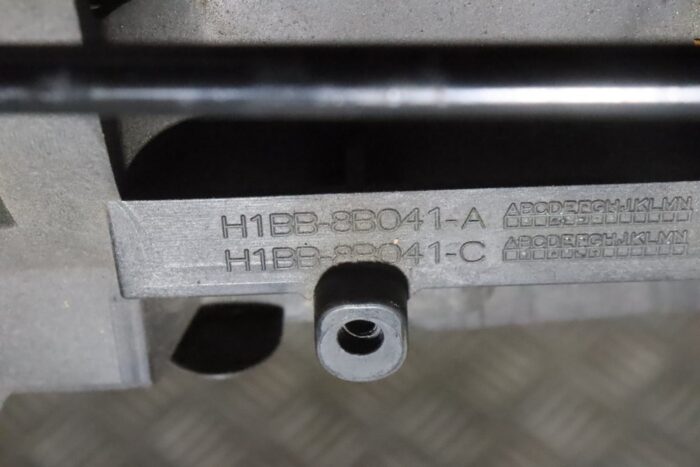 H1BB-8B041-A ABCDEFGHJKLMN
H1BB-8B041-C ABCDEFGHJKLMN